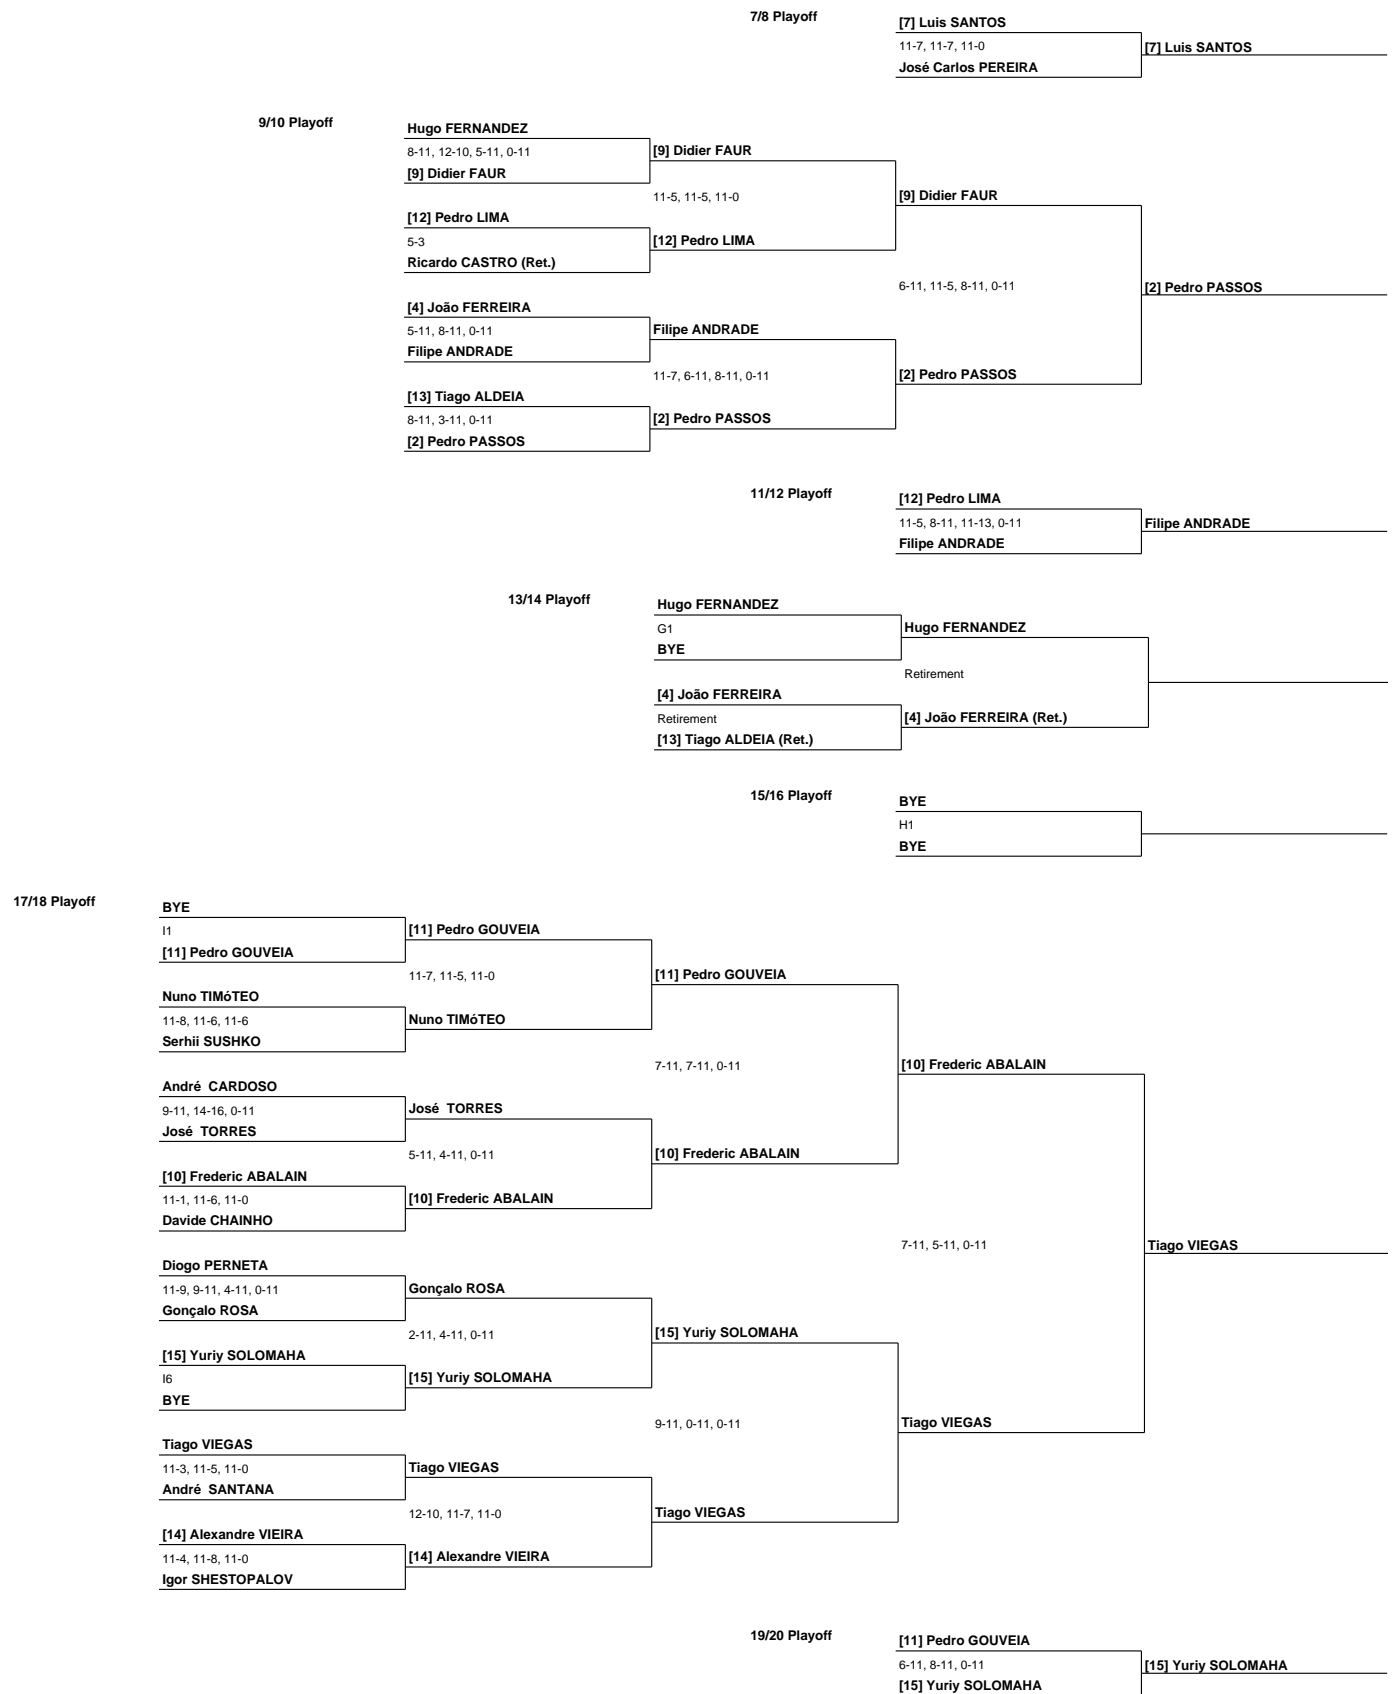 7/8 Playoff
[7] Luis SANTOS
11-7, 11-7, 11-0
[7] Luis SANTOS
José Carlos PEREIRA
9/10 Playoff
Hugo FERNANDEZ
8-11, 12-10, 5-11, 0-11
[9] Didier FAUR
[9] Didier FAUR
11-5, 11-5, 11-0
[9] Didier FAUR
[12] Pedro LIMA
5-3
[12] Pedro LIMA
Ricardo CASTRO (Ret.)
6-11, 11-5, 8-11, 0-11
[2] Pedro PASSOS
[4] João FERREIRA
5-11, 8-11, 0-11
Filipe ANDRADE
Filipe ANDRADE
11-7, 6-11, 8-11, 0-11
[2] Pedro PASSOS
[13] Tiago ALDEIA
8-11, 3-11, 0-11
[2] Pedro PASSOS
[2] Pedro PASSOS
11/12 Playoff
[12] Pedro LIMA
11-5, 8-11, 11-13, 0-11
Filipe ANDRADE
Filipe ANDRADE
13/14 Playoff
Hugo FERNANDEZ
G1
Hugo FERNANDEZ
BYE
Retirement
[4] João FERREIRA
Retirement
[4] João FERREIRA (Ret.)
[13] Tiago ALDEIA (Ret.)
15/16 Playoff
BYE
H1
BYE
17/18 Playoff
BYE
I1
[11] Pedro GOUVEIA
[11] Pedro GOUVEIA
11-7, 11-5, 11-0
[11] Pedro GOUVEIA
Nuno TIMóTEO
11-8, 11-6, 11-6
Nuno TIMóTEO
Serhii SUSHKO
7-11, 7-11, 0-11
[10] Frederic ABALAIN
André  CARDOSO
9-11, 14-16, 0-11
José  TORRES
José  TORRES
5-11, 4-11, 0-11
[10] Frederic ABALAIN
[10] Frederic ABALAIN
11-1, 11-6, 11-0
[10] Frederic ABALAIN
Davide CHAINHO
7-11, 5-11, 0-11
Tiago VIEGAS
Diogo PERNETA
11-9, 9-11, 4-11, 0-11
Gonçalo ROSA
Gonçalo ROSA
2-11, 4-11, 0-11
[15] Yuriy SOLOMAHA
[15] Yuriy SOLOMAHA
I6
[15] Yuriy SOLOMAHA
BYE
9-11, 0-11, 0-11
Tiago VIEGAS
Tiago VIEGAS
11-3, 11-5, 11-0
Tiago VIEGAS
André  SANTANA
12-10, 11-7, 11-0
Tiago VIEGAS
[14] Alexandre VIEIRA
11-4, 11-8, 11-0
[14] Alexandre VIEIRA
Igor SHESTOPALOV
19/20 Playoff
[11] Pedro GOUVEIA
6-11, 8-11, 0-11
[15] Yuriy SOLOMAHA
[15] Yuriy SOLOMAHA